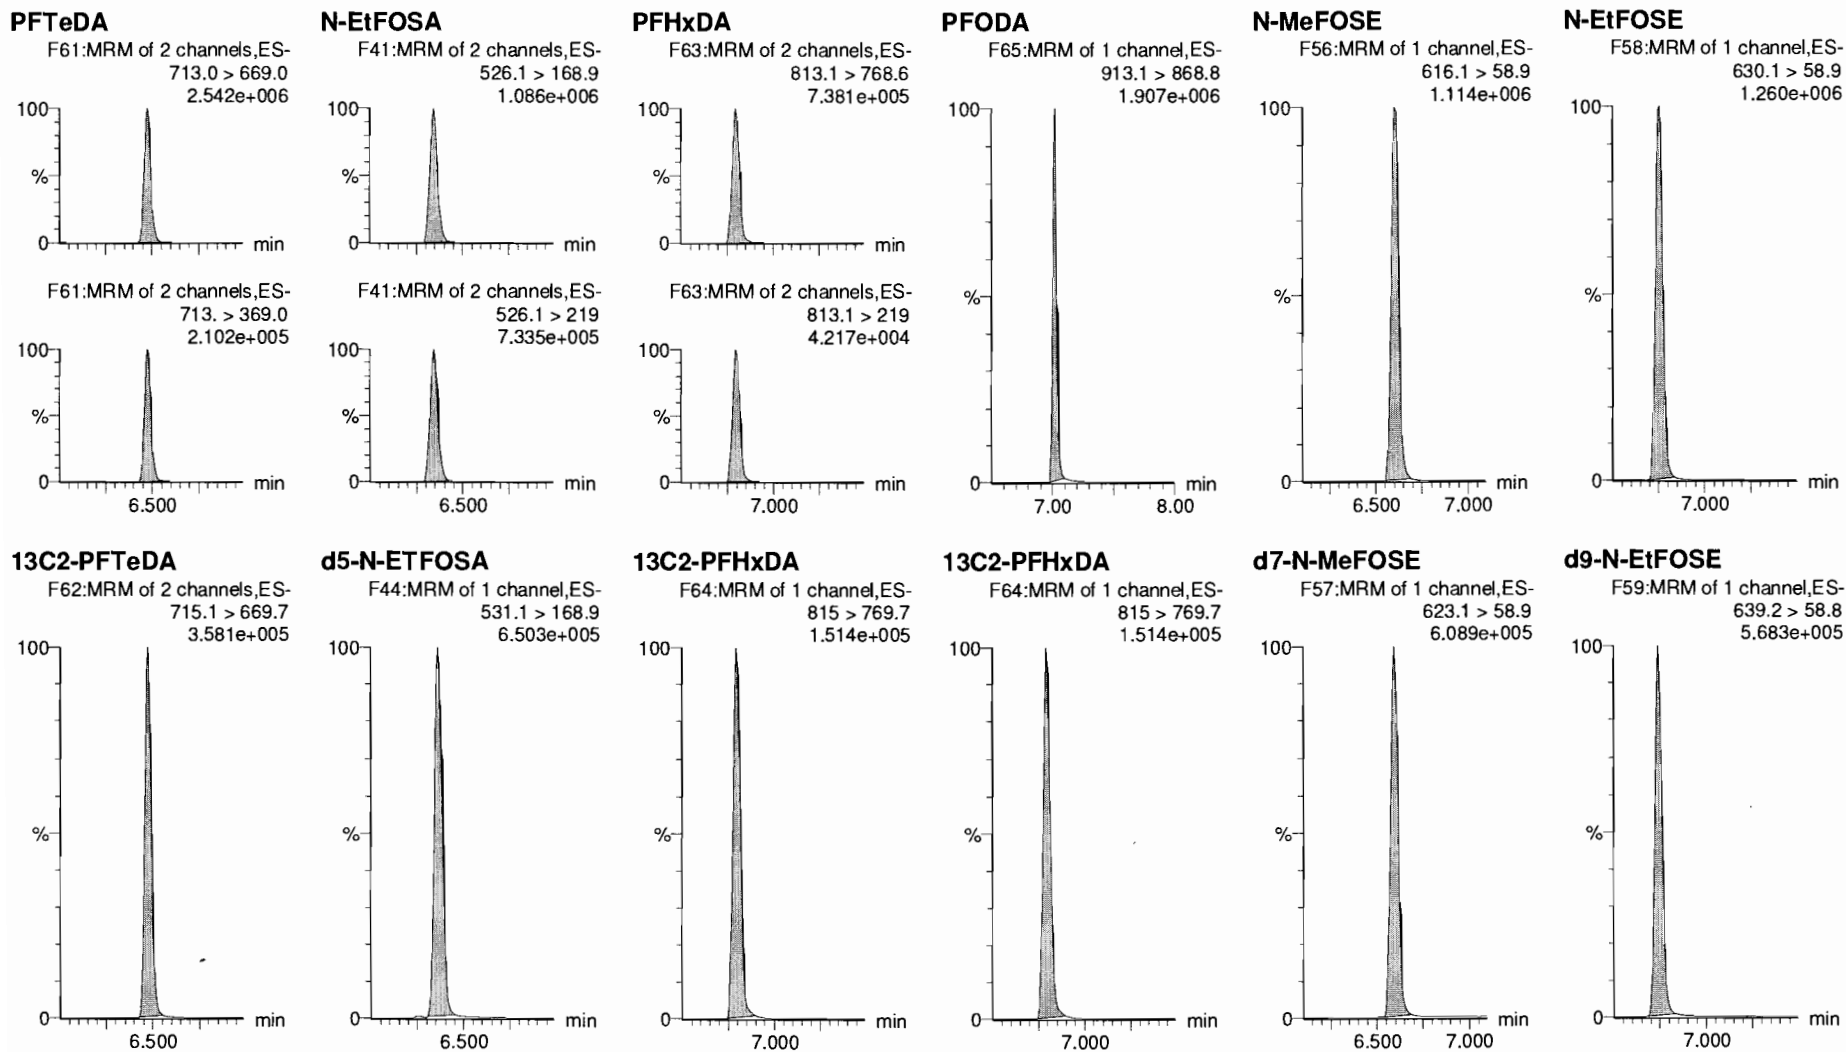 PFTeDA
F61:MRM of 2 channels,ES-
713.0 > 669.0
2.542e+006
100
%
0
min
F61:MRM of 2 channels,ES-
713. > 369.0
2.102e+005
100
%
0
min
6.500
N-EtFOSA
F41:MRM of 2 channels,ES-
526.1 > 168.9
1.086e+006
100
%
0
min
F41:MRM of 2 channels,ES-
526.1 > 219
7.335e+005
100
%
0
min
6.500
PFHxDA
F63:MRM of 2 channels,ES-
813.1 > 768.6
7.381e+005
100
%
0
min
F63:MRM of 2 channels,ES-
813.1 > 219
4.217e+004
100
%
0
min
7.000
PFODA
F65:MRM of 1 channel,ES-
913.1 > 868.8
1.907e+006
100
%
0
min
7.00 8.00
N-MeFOSE
F56:MRM of 1 channel,ES-
616.1 > 58.9
1.114e+006
100
%
0
min
6.500 7.000
N-EtFOSE
F58:MRM of 1 channel,ES-
630.1 > 58.9
1.260e+006
100
%
0
min
7.000
13C2-PFTeDA
F62:MRM of 2 channels,ES-
715.1 > 669.7
3.581e+005
100
%
0
min
6.500
d5-N-ETFOSA
F44:MRM of 1 channel,ES-
531.1 > 168.9
6.503e+005
100
%
0
min
6.500
13C2-PFHxDA
F64:MRM of 1 channel,ES-
815 > 769.7
1.514e+005
100
%
0
min
7.000
13C2-PFHxDA
F64:MRM of 1 channel,ES-
815 > 769.7
1.514e+005
100
%
0
min
7.000
d7-N-MeFOSE
F57:MRM of 1 channel,ES-
623.1 > 58.9
6.089e+005
100
%
0
min
6.500 7.000
d9-N-EtFOSE
F59:MRM of 1 channel,ES-
639.2 > 58.8
5.683e+005
100
%
0
min
7.000